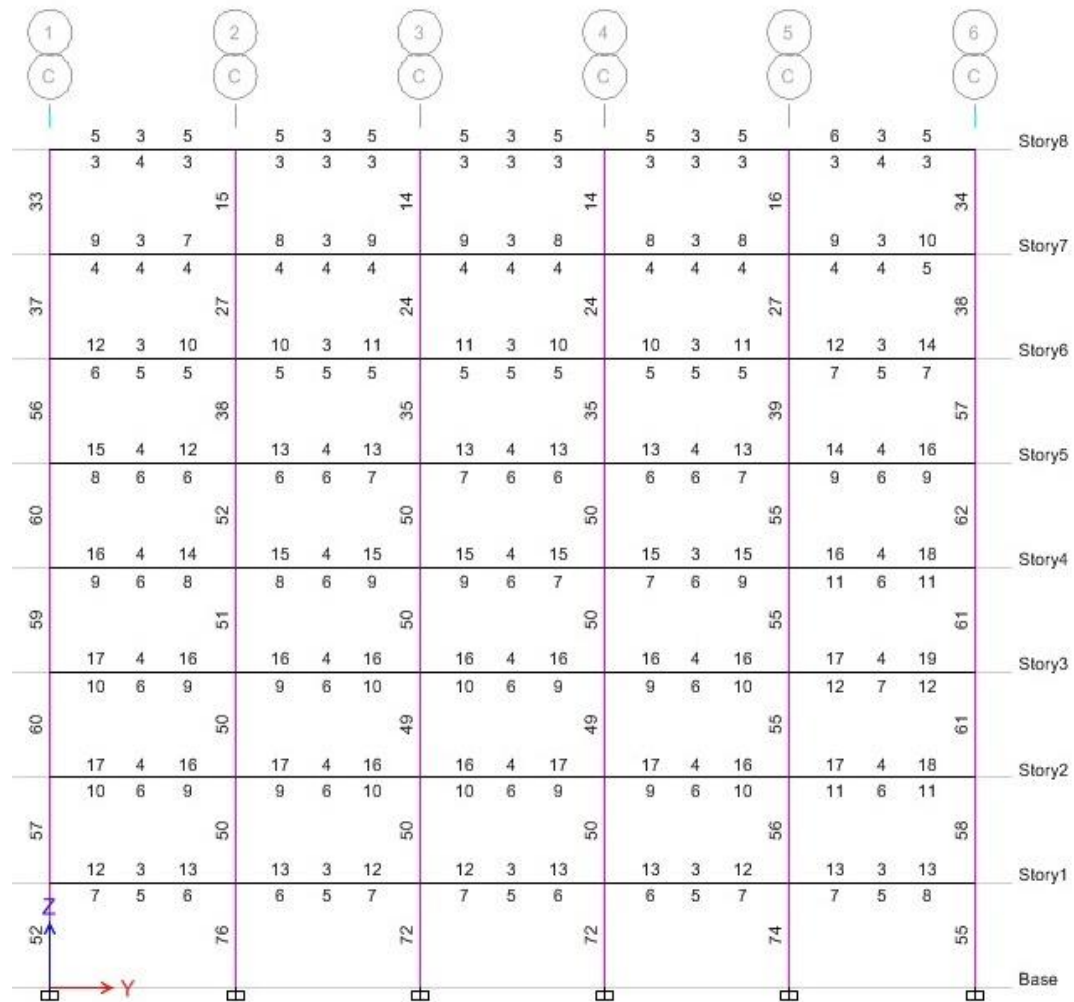 1 2 3 4 5 6
C C C C C C
5 3 5 5 3 5 5 3 5 5 3 5 6 3 5
Story8
3 4 3 3 3 3 3 3 3 3 3 3 3 4 3
33 15 14 14 16 34
9 3 7 8 3 9 9 3 8 8 3 8 9 3 10
Story7
4 4 4 4 4 4 4 4 4 4 4 4 4 4 5
37 27 24 24 27 38
12 3 10 10 3 11 11 3 10 10 3 11 12 3 14
Story6
6 5 5 5 5 5 5 5 5 5 5 5 7 5 7
56 38 35 35 39 57
15 4 12 13 4 13 13 4 13 13 4 13 14 4 16
Story5
8 6 6 6 6 7 7 6 6 6 6 7 9 6 9
60 52 50 50 55 62
16 4 14 15 4 15 15 4 15 15 3 15 16 4 18
Story4
9 6 8 8 6 9 9 6 7 7 6 9 11 6 11
59 51 50 50 55 61
17 4 16 16 4 16 16 4 16 16 4 16 17 4 19
Story3
10 6 9 9 6 10 10 6 9 9 6 10 12 7 12
60 50 49 49 55 61
17 4 16 17 4 16 16 4 17 17 4 16 17 4 18
Story2
10 6 9 9 6 10 10 6 9 9 6 10 11 6 11
57 50 50 50 56 58
12 3 13 13 3 12 12 3 13 13 3 12 13 3 13
Story1
7 5 6 6 5 7 7 5 6 6 5 7 7 5 8
Z
52 76 72 72 74 55
Y
Base